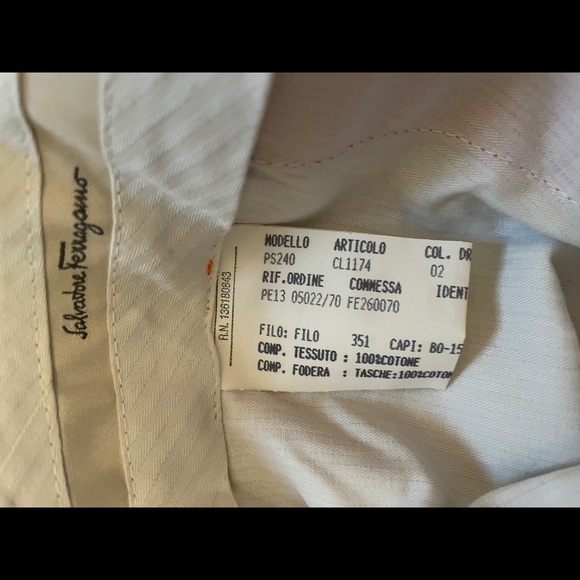 Salvatore Ferragamo
R.N. 136180843
MODELLO ARTICOLO COL. DR
PS240 CL1174 02
RIF.ORDINE COMMESSA IDENT
PE13 05022/70 FE260070
FILO: FILO 351 CAPI: BO-15
COMP. TESSUTO : 100%COTONE
COMP. FODERA : TASCHE:100%COTON